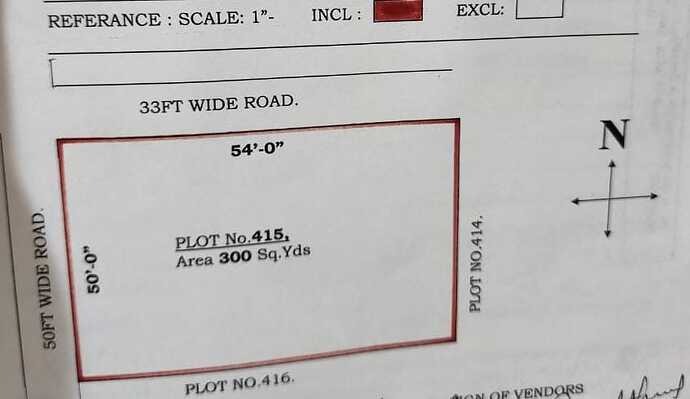 REFERANCE : SCALE: 1”- INCL : EXCL:
33FT WIDE ROAD.
54’-0”
N
50FT WIDE ROAD.
50’-0”
PLOT No.415,
Area 300 Sq.Yds
PLOT NO.414.
PLOT NO.416.
OF VENDORS